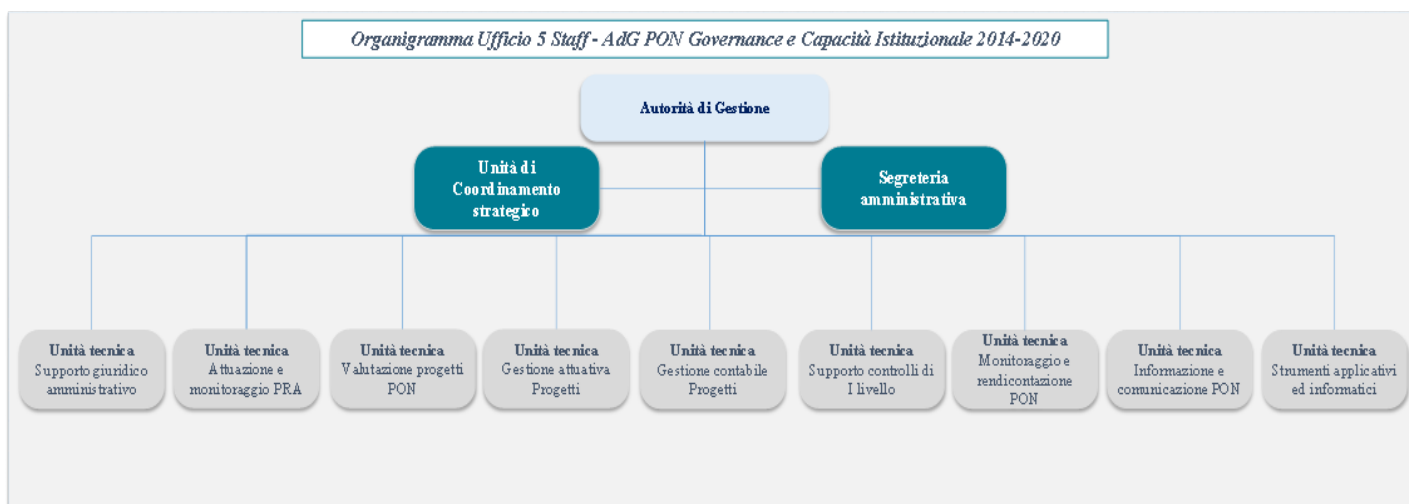 Organigramma Ufficio 5 Staff - AdG PON Governance e Capacità Istituzionale 2014-2020
Autorità di Gestione
Unità di
Coordinamento
strategico
Segreteria
amministrativa
Unità tecnica
Supporto giuridico
amministrativo
Unità tecnica
Attuazione e
monitoraggio PRA
Unità tecnica
Valutazione progetti
PON
Unità tecnica
Gestione attuativa
Progetti
Unità tecnica
Gestione contabile
Progetti
Unità tecnica
Supporto controlli di
I livello
Unità tecnica
Monitoraggio e
rendicontazione
PON
Unità tecnica
Informazione e
comunicazione PON
Unità tecnica
Strumenti applicativi
ed informatici